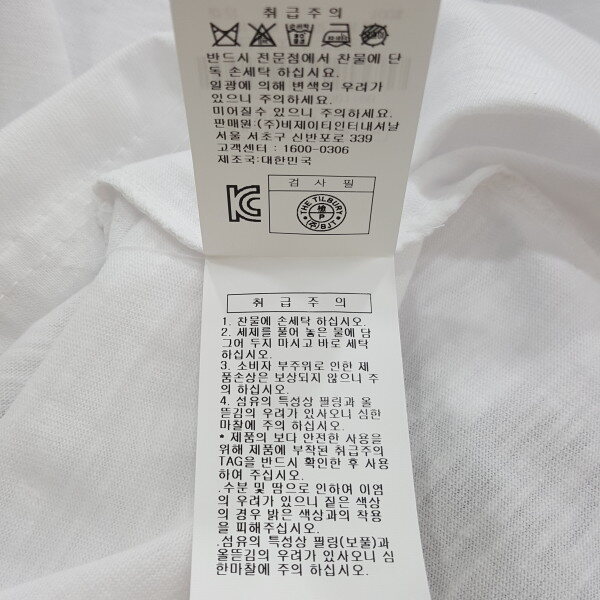 취급주의
반드시 전문점에서 찬물에 단
독 손세탁 하십시요.
일광에 의해 변색의 우려가
있으니 주의하세요.
미어질수 있으니 주의하세요.
판매원:(주)비제이티인터내셔날
서울 서초구 신반포로 339
고객센터 : 1600-0306
제조국:대한민국
검 사 필
THE TILBURY
檢
P
(주)BJT
취 급 주 의
1. 찬물에 손세탁 하십시오.
2. 세제를 풀어 놓은 물에 담
그어 두지 마시고 바로 세탁
하십시오.
3. 소비자 부주위로 인한 제
품손상은 보상되지 않으니 주
의 하십시오.
4. 섬유의 특성상 필링과 올
뜯김의 우려가 있사오니 심한
마찰에 주의 하십시오.
* 제품의 보다 안전한 사용을
위해 제품에 부착된 취급주의
TAG을 반드시 확인한 후 사용
하여 주십시오.
.수분 및 땀으로 인하여 이염
의 우려가 있으니 짙은 색상
의 경우 밝은 색상과의 착용
을 피해주십시오.
.섬유의 특성상 필링(보풀)과
올뜯김의 우려가 있사오니 심
한마찰에 주의 하십시오.